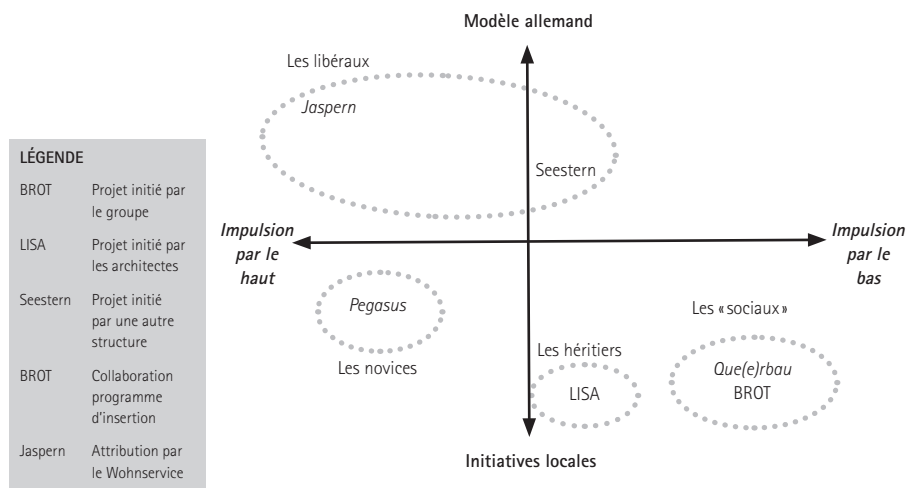 Modèle allemand
Les libéraux
Jaspern
Seestern
Impulsion
par le
haut
Impulsion
par le
bas
Pegasus
Les novices
Les « sociaux »
Les héritiers
LISA
Que(e)rbau
BROT
Initiatives locales
LÉGENDE
BROT Projet initié par
le groupe
LISA Projet initié par
les architectes
Seestern Projet initié
par une autre
structure
BROT Collaboration
programme
d'insertion
Jaspern Attribution par
le Wohnservice